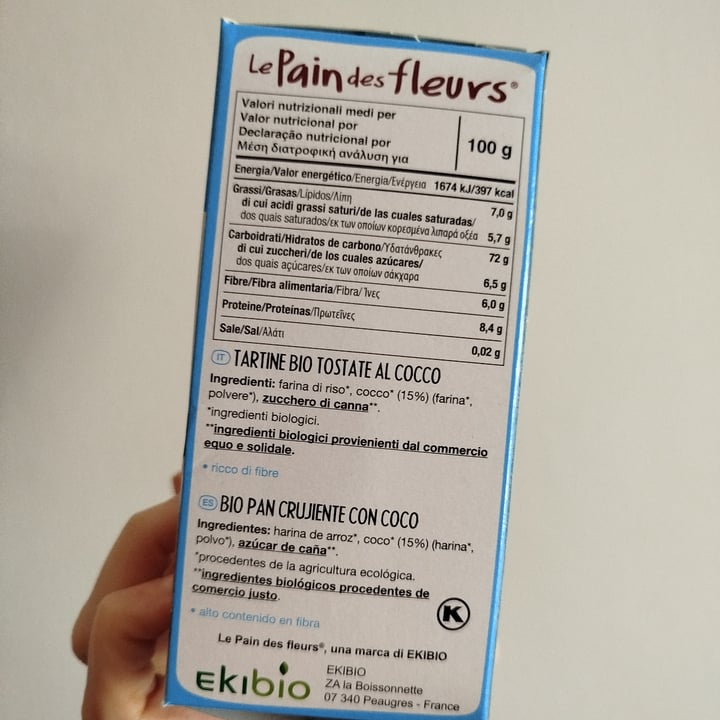 Le Pain des fleurs®
Valori nutrizionali medi per
Valor nutricional por
Declaração nutricional por
Μέση διατροφική ανάλυση για
100 g
Energia/Valor energético/Energia/Ενέργεια 1674 kJ/397 kcal
Grassi/Grasas/Lípidos/Λίπη 7,0 g
di cui acidi grassi saturi/de las cuales saturadas/
dos quais saturados/εκ των οποίων κορεσμένα λιπαρά οξέα 5,7 g
Carboidrati/Hidratos de carbono/Υδατάνθρακες 72 g
di cui zuccheri/de los cuales azúcares/
dos quais açúcares/εκ των οποίων σάκχαρα 6,5 g
Fibre/Fibra alimentaria/Fibra/Ίνες 6,0 g
Proteine/Proteínas/Πρωτεΐνες 8,4 g
Sale/Sal/Αλάτι 0,02 g
IT TARTINE BIO TOSTATE AL COCCO
Ingredienti: farina di riso*, cocco* (15%) (farina*,
polvere*), zucchero di canna**.
*ingredienti biologici.
**ingredienti biologici provienienti dal commercio
equo e solidale.
• ricco di fibre
ES BIO PAN CRUJIENTE CON COCO
Ingredientes: harina de arroz*, coco* (15%) (harina*,
polvo*), azúcar de caña**.
*procedentes de la agricultura ecológica.
**ingredientes biológicos procedentes de
comercio justo.
• alto contenido en fibra
K
Le Pain des fleurs®, una marca di EKIBIO
EKIBIO
EKIBIO
ZA la Boissonnette
07 340 Peaugres - France